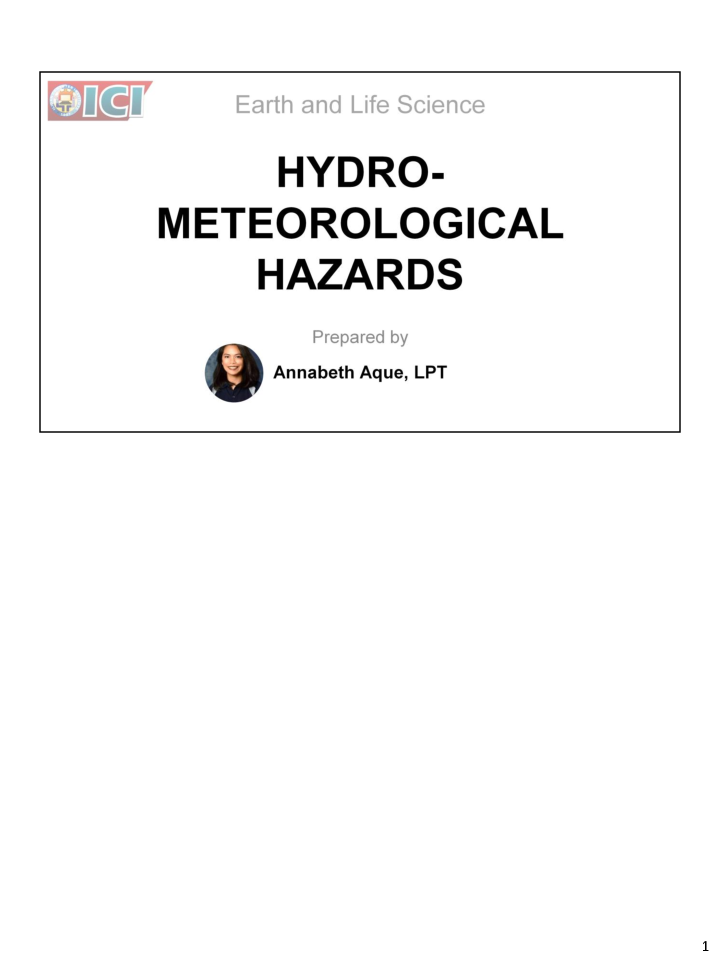 ICI
Earth and Life Science
HYDRO-
METEOROLOGICAL
HAZARDS
Prepared by
Annabeth Aque, LPT
1